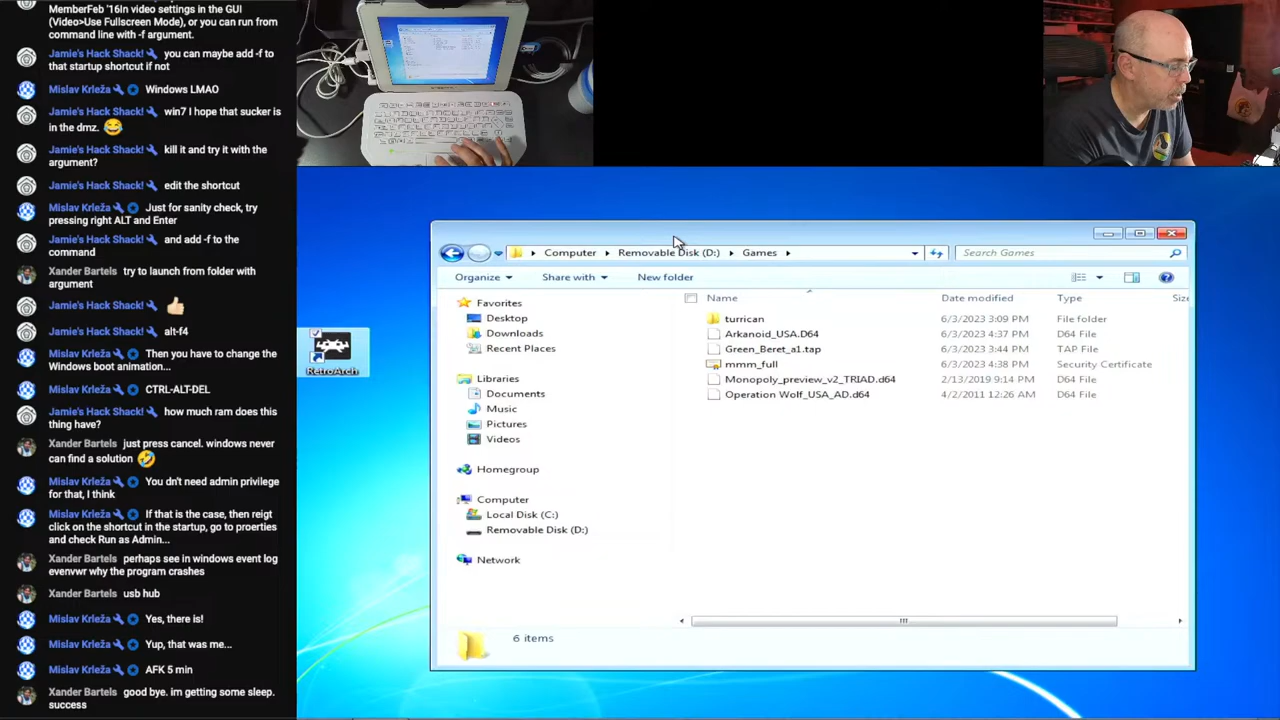 MemberFeb '16In video settings in the GUI
(Video>Use Fullscreen Mode), or you can run from
command line with -f argument.
Jamie's Hack Shack! you can maybe add -f to
that startup shortcut if not
Mislav Krleža Windows LMAO
Jamie's Hack Shack! win7 I hope that sucker is
in the dmz. 😂
Jamie's Hack Shack! kill it and try it with the
argument?
Jamie's Hack Shack! edit the shortcut
Mislav Krleža Just for sanity check, try
pressing right ALT and Enter
Jamie's Hack Shack! and add -f to the
command
Xander Bartels try to launch from folder with
argument
Jamie's Hack Shack! 👍
Jamie's Hack Shack! alt-f4
Mislav Krleža Then you have to change the
Windows boot animation...
Mislav Krleža CTRL-ALT-DEL
Jamie's Hack Shack! how much ram does this
thing have?
Xander Bartels just press cancel. windows never
can find a solution 🤣
Mislav Krleža You dn't need admin privilege
for that, I think
Mislav Krleža If that is the case, then reigt
click on the shortcut in the startup, go to proerties
and check Run as Admin...
Xander Bartels perhaps see in windows event log
evenvwr why the program crashes
Xander Bartels usb hub
Mislav Krleža Yes, there is!
Mislav Krleža Yup, that was me...
Mislav Krleža AFK 5 min
Xander Bartels good bye. im getting some sleep.
success
RetroArch
Computer Removable Disk (D:) Games
Search Games
Organize Share with New folder
Favorites
Desktop
Downloads
Recent Places
Libraries
Documents
Music
Pictures
Videos
Homegroup
Computer
Local Disk (C:)
Removable Disk (D:)
Network
Name Date modified Type Size
turrican 6/3/2023 3:09 PM File folder
Arkanoid_USA.D64 6/3/2023 4:37 PM D64 File
Green_Beret_a1.tap 6/3/2023 3:44 PM TAP File
mmm_full 6/3/2023 4:38 PM Security Certificate
Monopoly_preview_v2_TRIAD.d64 2/13/2019 9:14 PM D64 File
Operation Wolf_USA_AD.d64 4/2/2011 12:26 AM D64 File
6 items